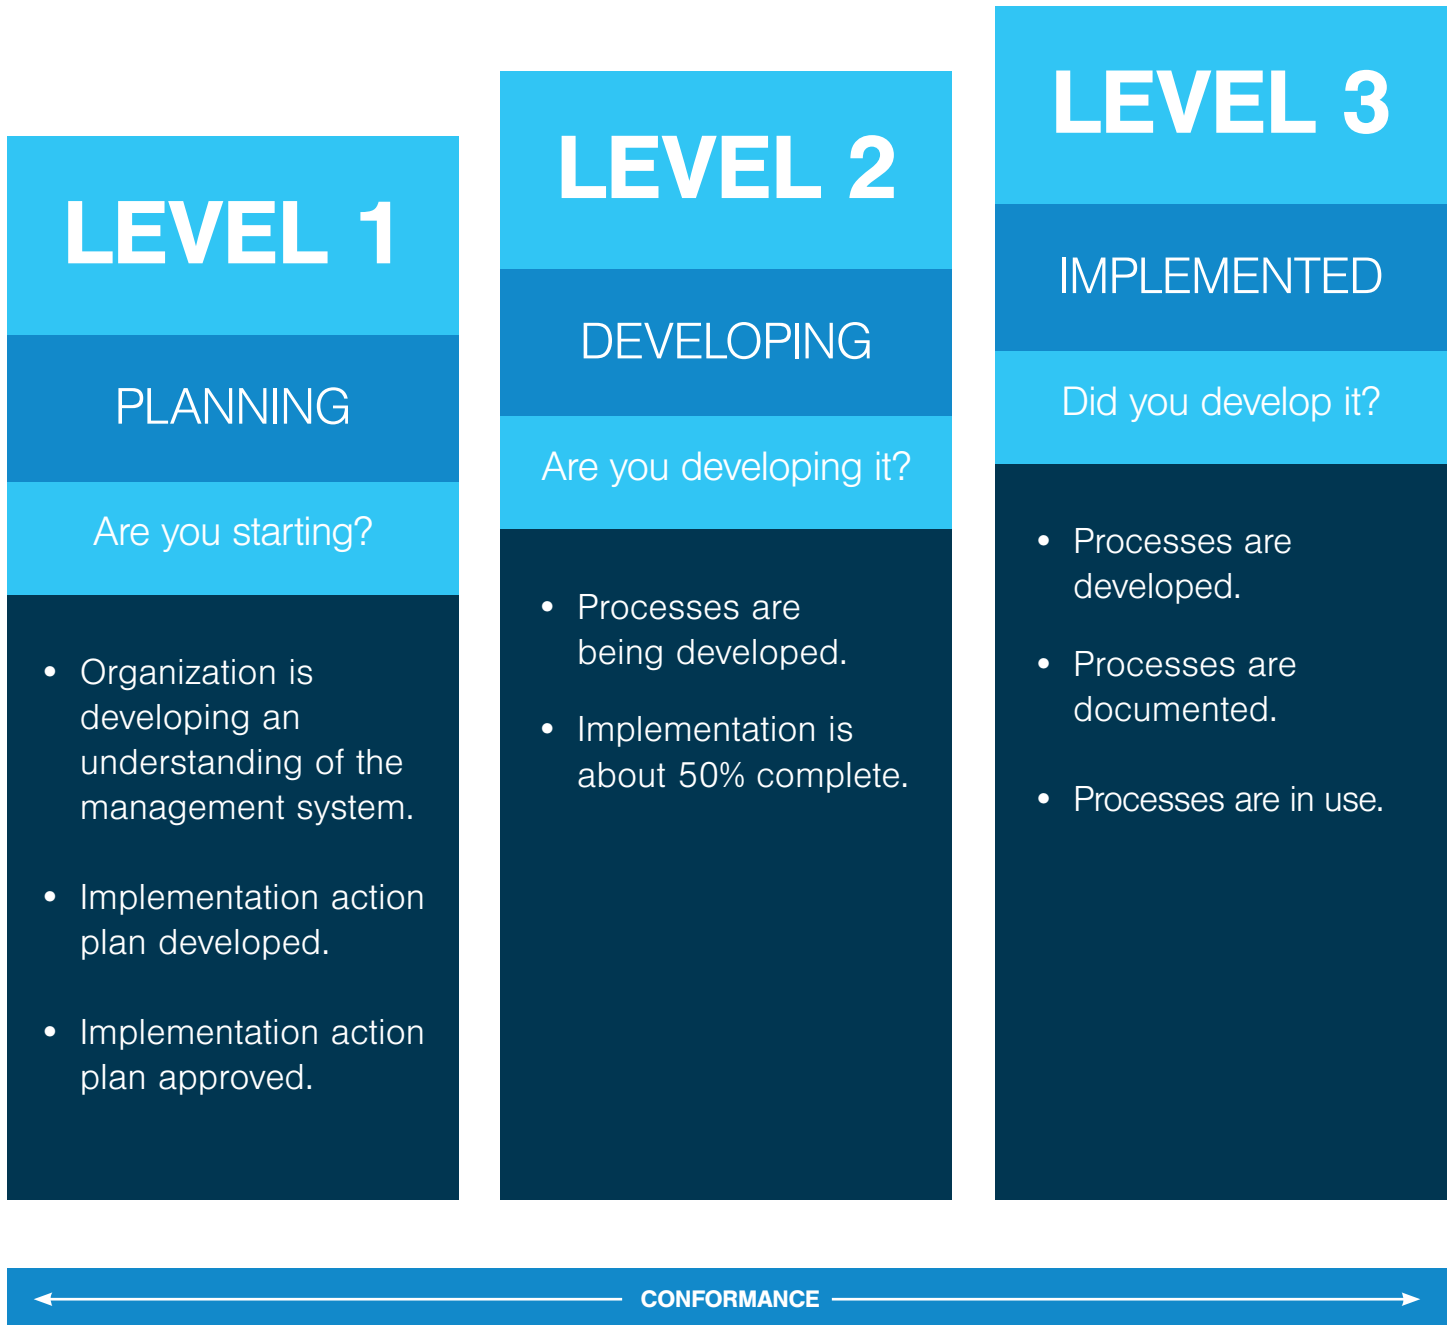 LEVEL 1
PLANNING
Are you starting?
• Organization is
developing an
understanding of the
management system.
• Implementation action
plan developed.
• Implementation action
plan approved.
LEVEL 2
DEVELOPING
Are you developing it?
• Processes are
being developed.
• Implementation is
about 50% complete.
LEVEL 3
IMPLEMENTED
Did you develop it?
• Processes are
developed.
• Processes are
documented.
• Processes are in use.
CONFORMANCE